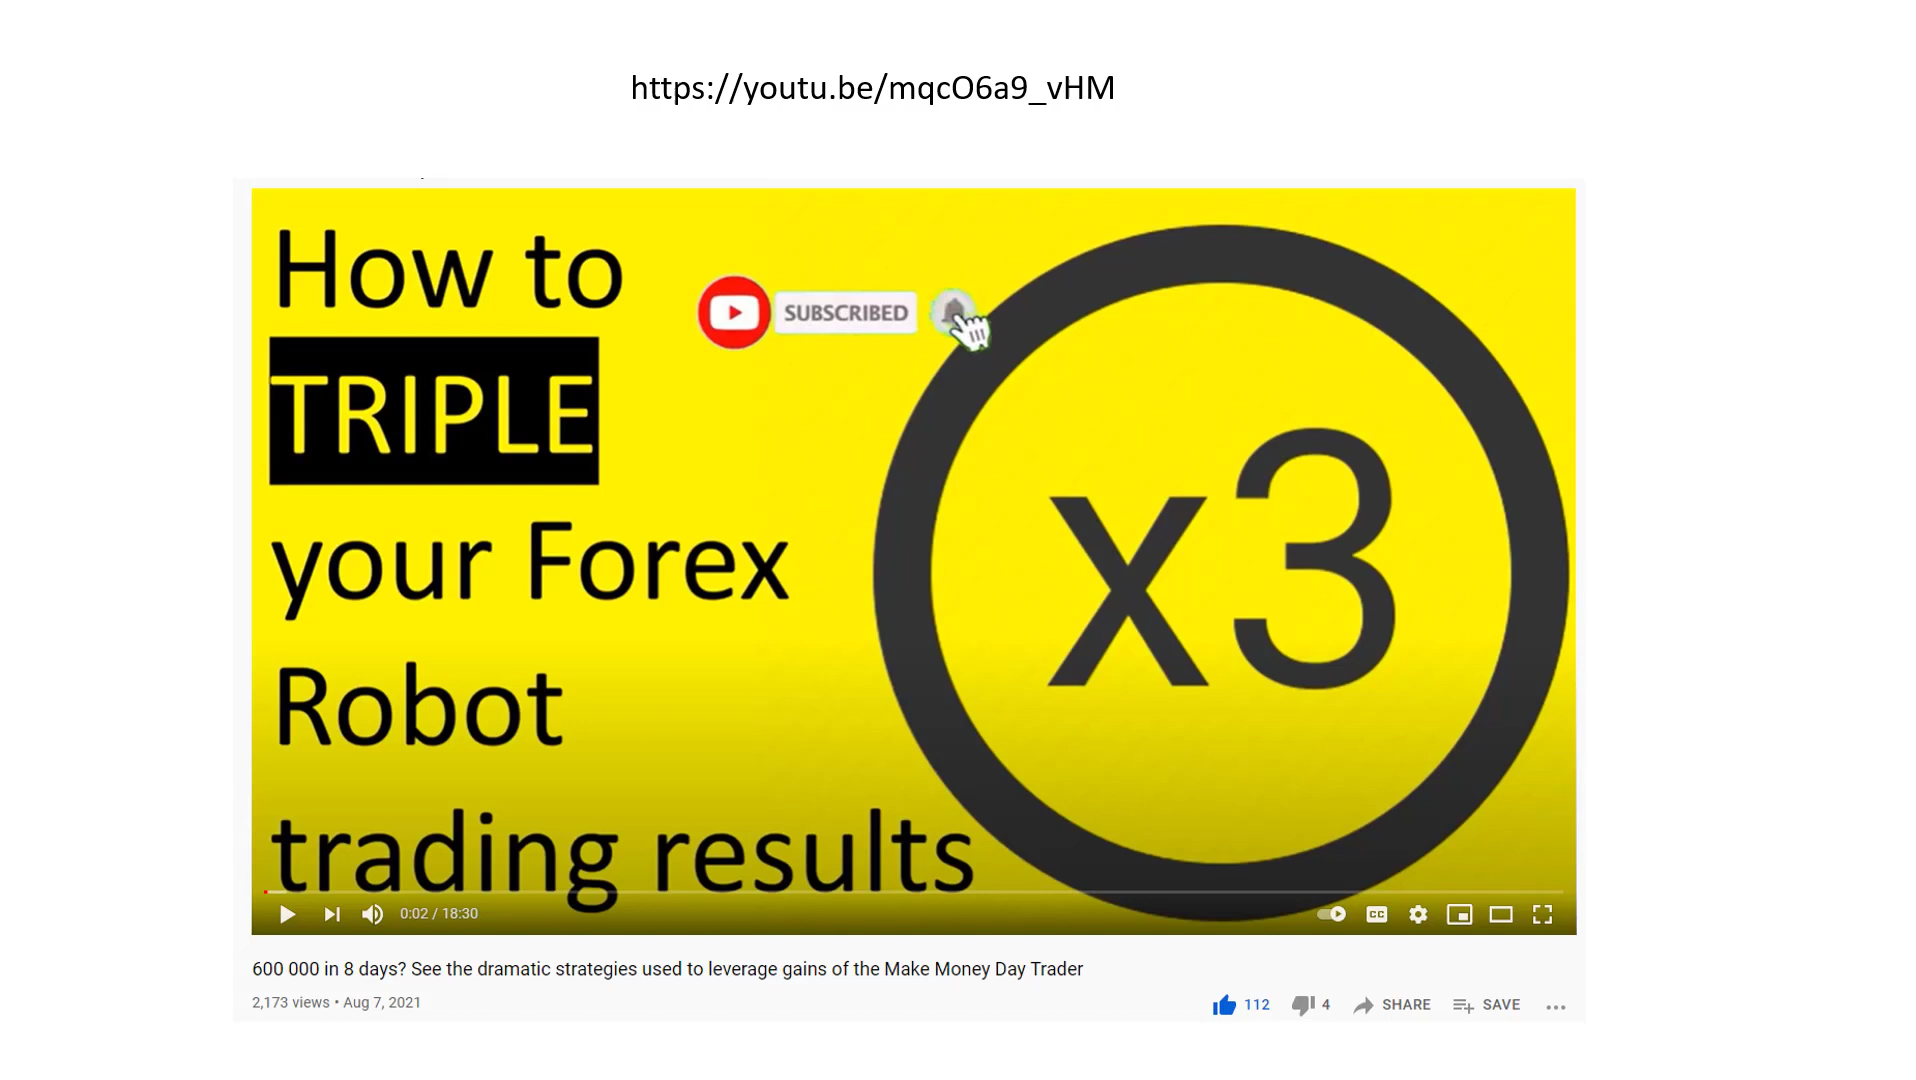 https://youtu.be/mqcO6a9_vHM
How to
SUBSCRIBED
TRIPLE
your Forex
Robot
trading results
x3
0:02 / 18:30
CC
600 000 in 8 days? See the dramatic strategies used to leverage gains of the Make Money Day Trader
2,173 views • Aug 7, 2021
112 4 SHARE SAVE